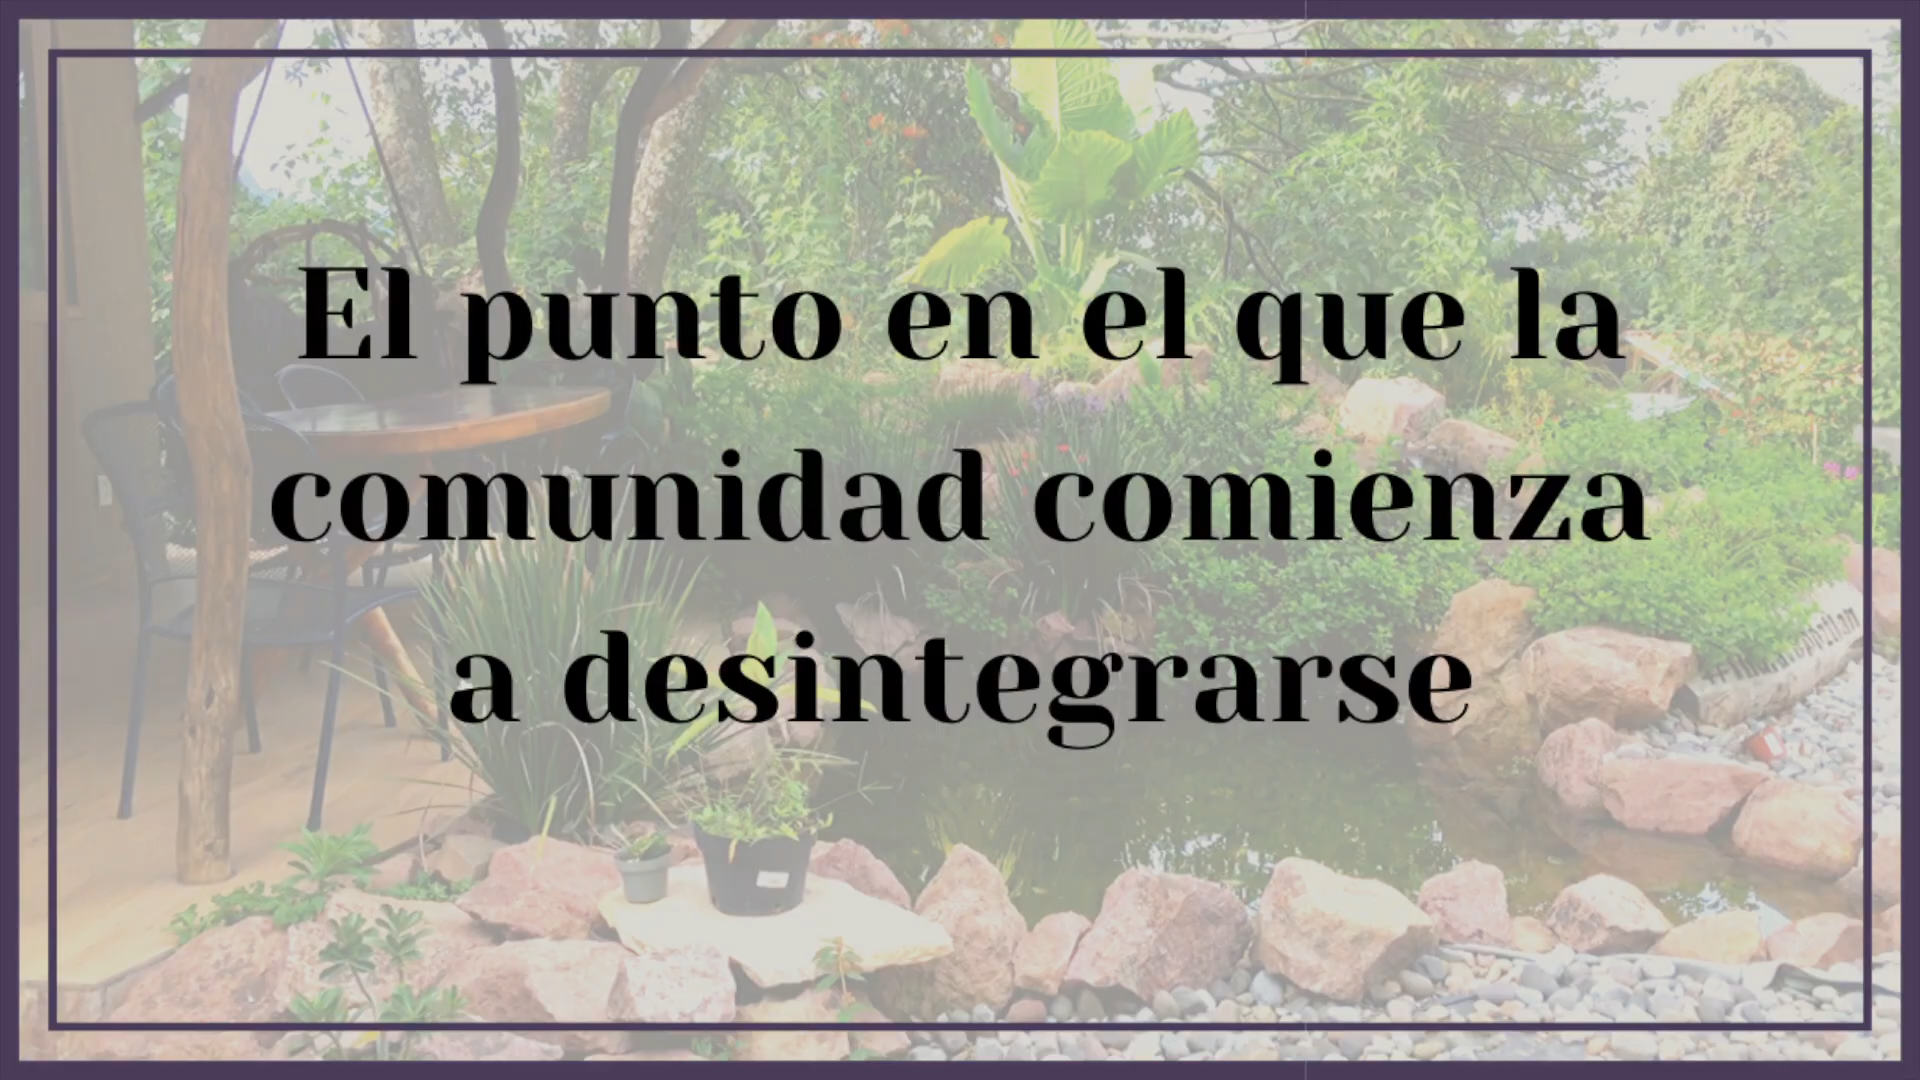 El punto en el que la
comunidad comienza
a desintegrarse